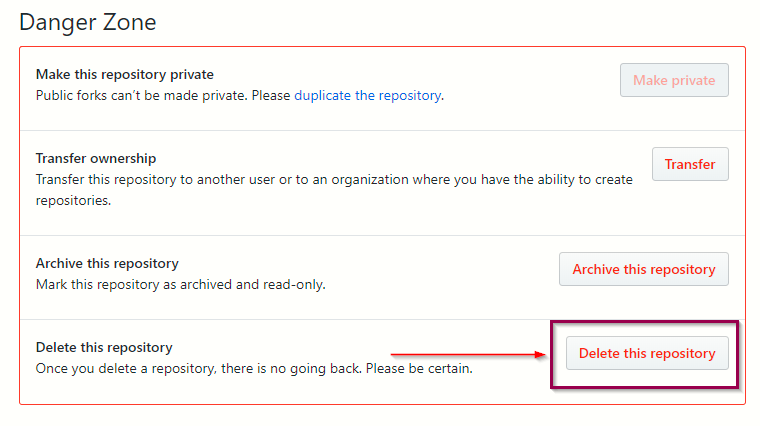 Danger Zone
Make this repository private
Public forks can't be made private. Please duplicate the repository.
Make private
Transfer ownership
Transfer this repository to another user or to an organization where you have the ability to create
repositories.
Transfer
Archive this repository
Mark this repository as archived and read-only.
Archive this repository
Delete this repository
Once you delete a repository, there is no going back. Please be certain.
Delete this repository